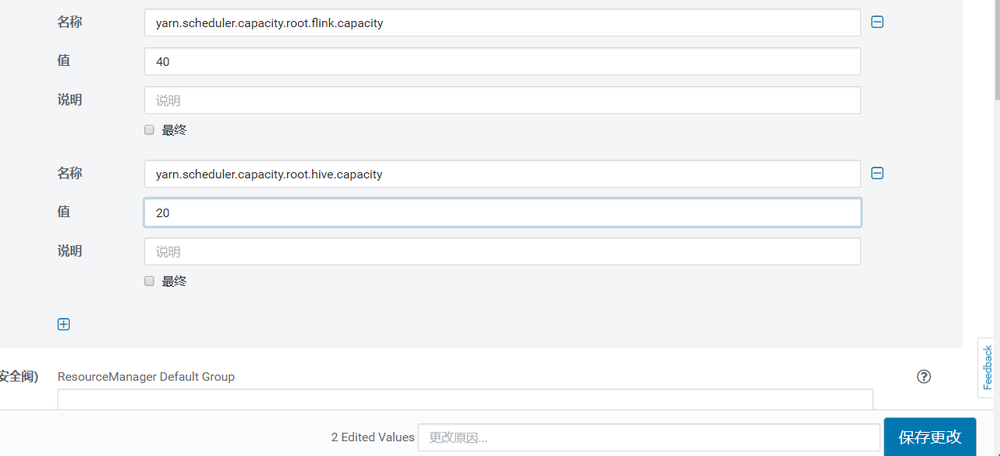 名称 yarn.scheduler.capacity.root.flink.capacity
值 40
说明 说明
最终
名称 yarn.scheduler.capacity.root.hive.capacity
值 20
说明 说明
最终
安全阀) ResourceManager Default Group
Feedback
2 Edited Values 更改原因... 保存更改